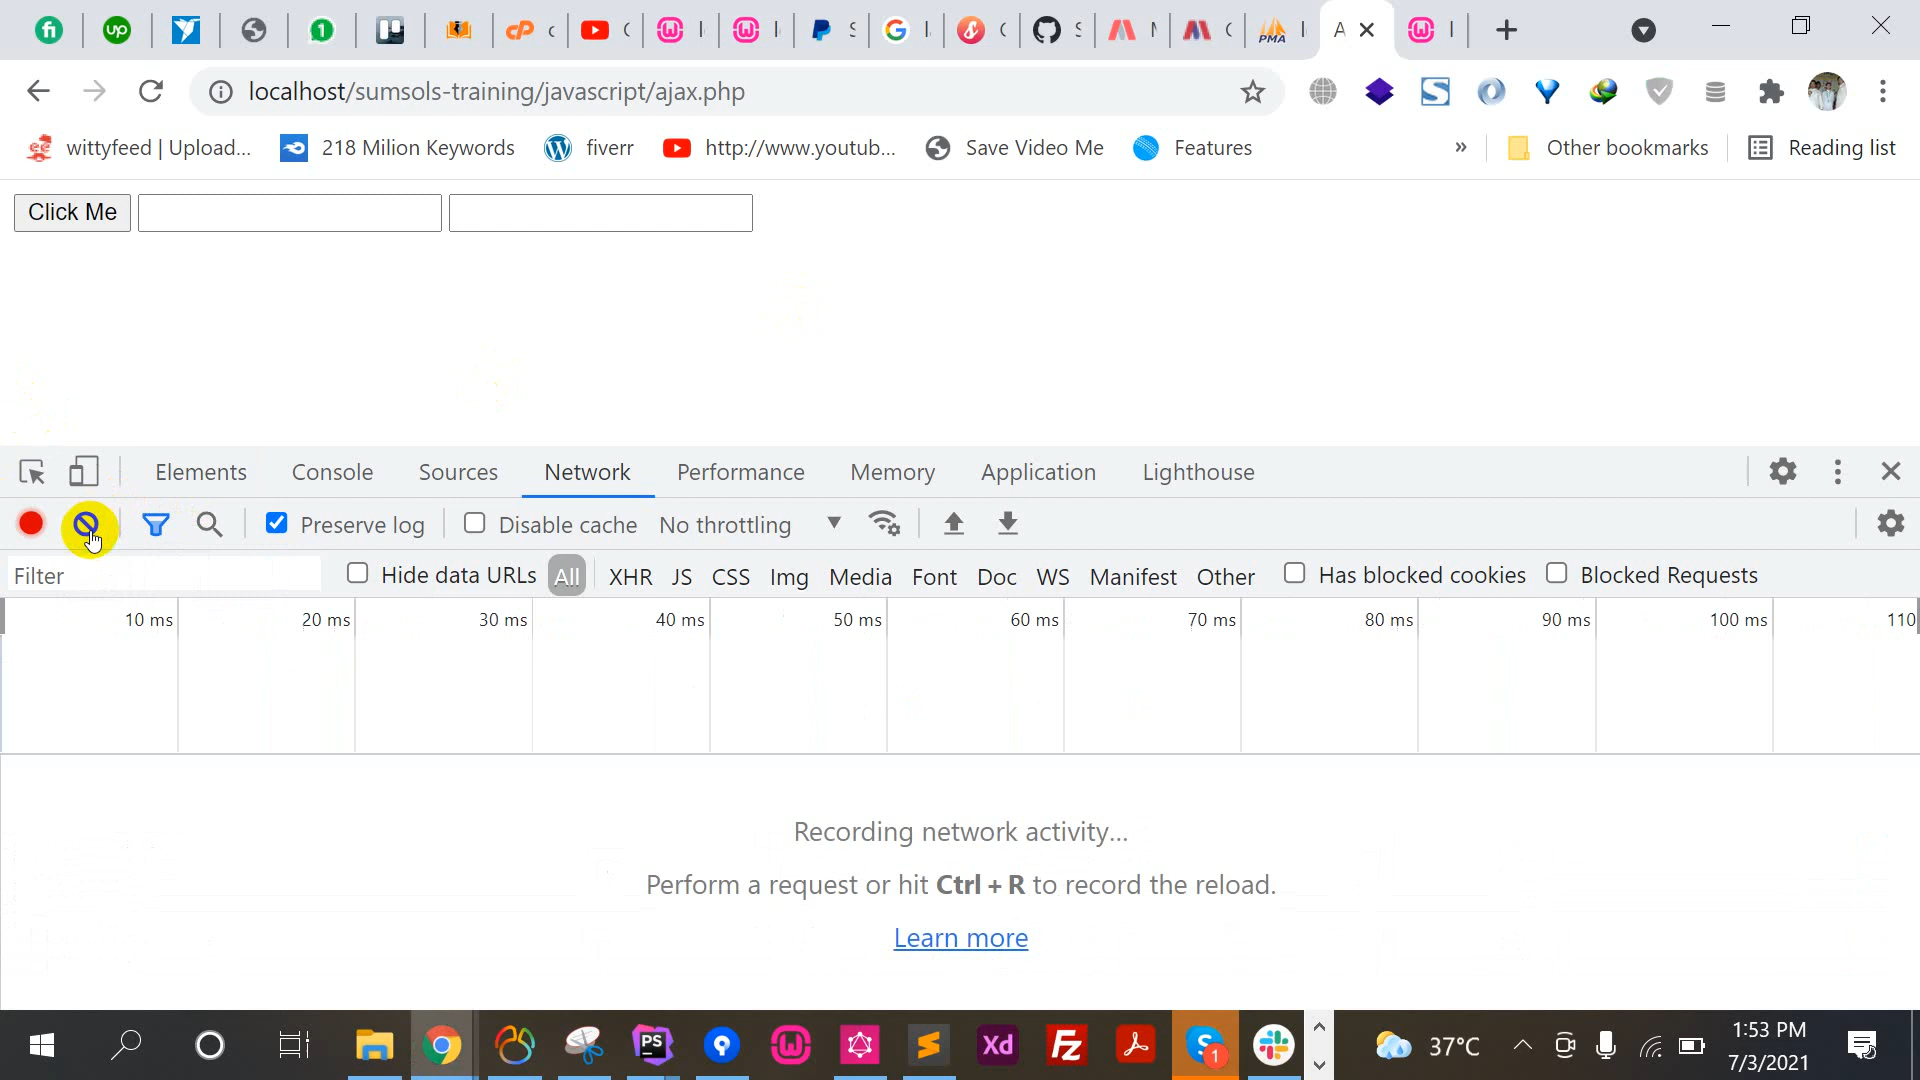 localhost/sumsols-training/javascript/ajax.php
wittyfeed | Upload... 218 Milion Keywords fiverr http://www.youtub... Save Video Me Features » Other bookmarks Reading list
Click Me
Elements Console Sources Network Performance Memory Application Lighthouse
Preserve log Disable cache No throttling
Filter Hide data URLs All XHR JS CSS Img Media Font Doc WS Manifest Other Has blocked cookies Blocked Requests
10 ms 20 ms 30 ms 40 ms 50 ms 60 ms 70 ms 80 ms 90 ms 100 ms 110
Recording network activity...
Perform a request or hit Ctrl + R to record the reload.
Learn more
37°C 1:53 PM
7/3/2021